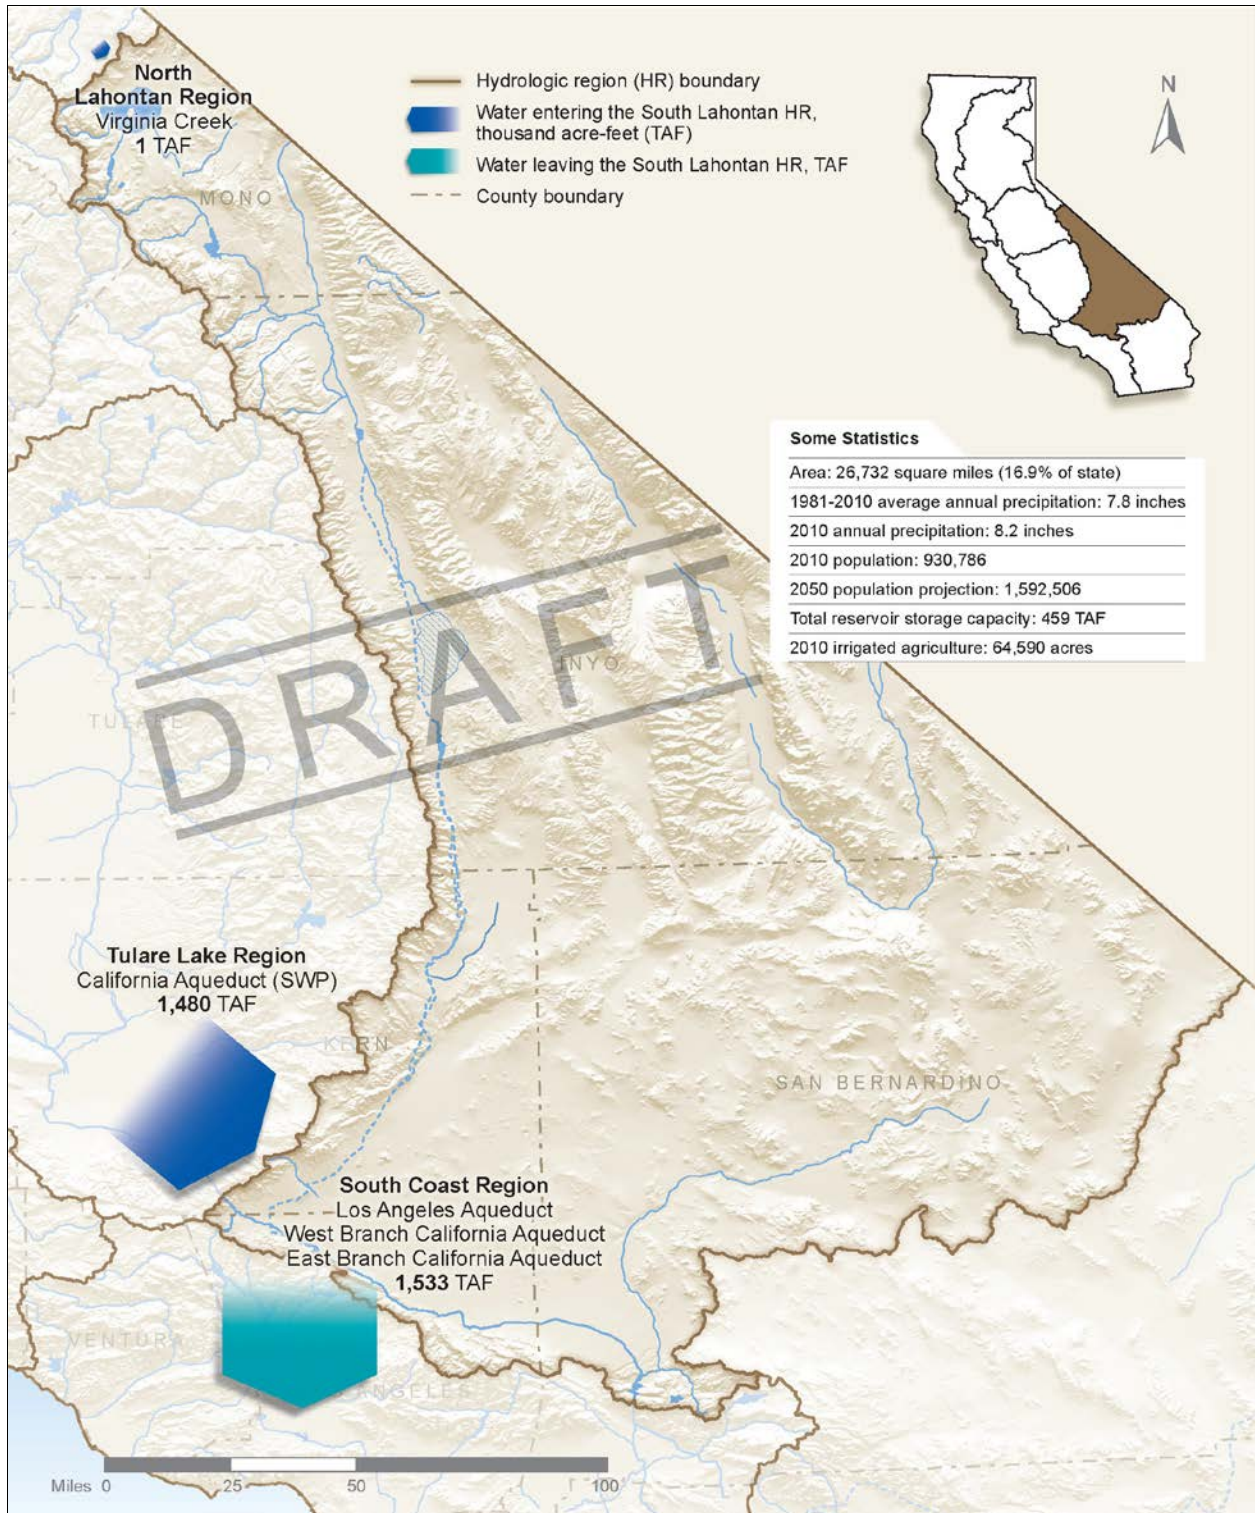 North
Lahontan Region
Virginia Creek
1 TAF
Hydrologic region (HR) boundary
Water entering the South Lahontan HR,
thousand acre-feet (TAF)
Water leaving the South Lahontan HR, TAF
County boundary
N
MONO
Some Statistics
Area: 26,732 square miles (16.9% of state)
1981-2010 average annual precipitation: 7.8 inches
2010 annual precipitation: 8.2 inches
2010 population: 930,786
2050 population projection: 1,592,506
Total reservoir storage capacity: 459 TAF
2010 irrigated agriculture: 64,590 acres
DRAFT
INYO
TULARE
Tulare Lake Region
California Aqueduct (SWP)
1,480 TAF
KERN
SAN BERNARDINO
South Coast Region
Los Angeles Aqueduct
West Branch California Aqueduct
East Branch California Aqueduct
1,533 TAF
VENTURA
ANGELES
Miles 0 25 50 100